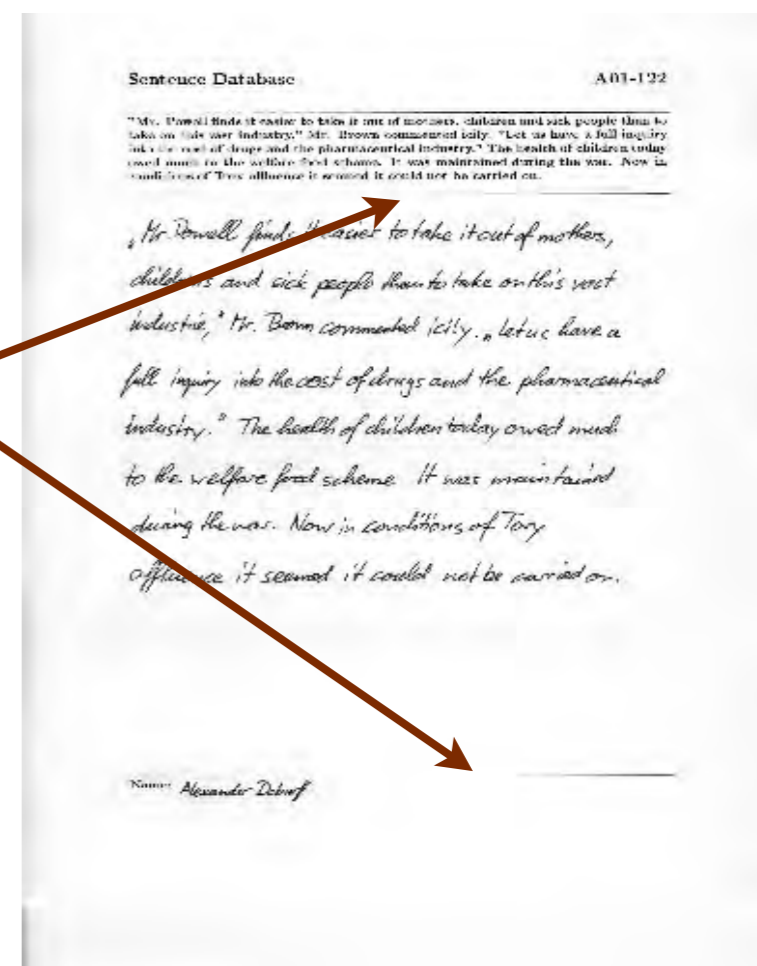 Sentence Database A01-122
"Mr. Powell finds it easier to take it out of mothers, children and sick people than to
take on this vast industry," Mr. Brown commented icily. "Let us have a full inquiry
into the cost of drugs and the pharmaceutical industry." The health of children today
owed much to the welfare food scheme. It was maintained during the war. Now in
conditions of Tory affluence it seemed it could not be carried on.
„Mr. Powell finds it easier to take it out of mothers,
childrens and sick people than to take on this vast
industrie," Mr. Brown commented icily. „Let us have a
full inquiry into the cost of drugs and the pharmaceutical
industry." The health of children today owed much
to the welfare food scheme. It was maintained
during the war. Now in conditions of Tory
affluence it seemed it could not be carried on.
Name: Alexander